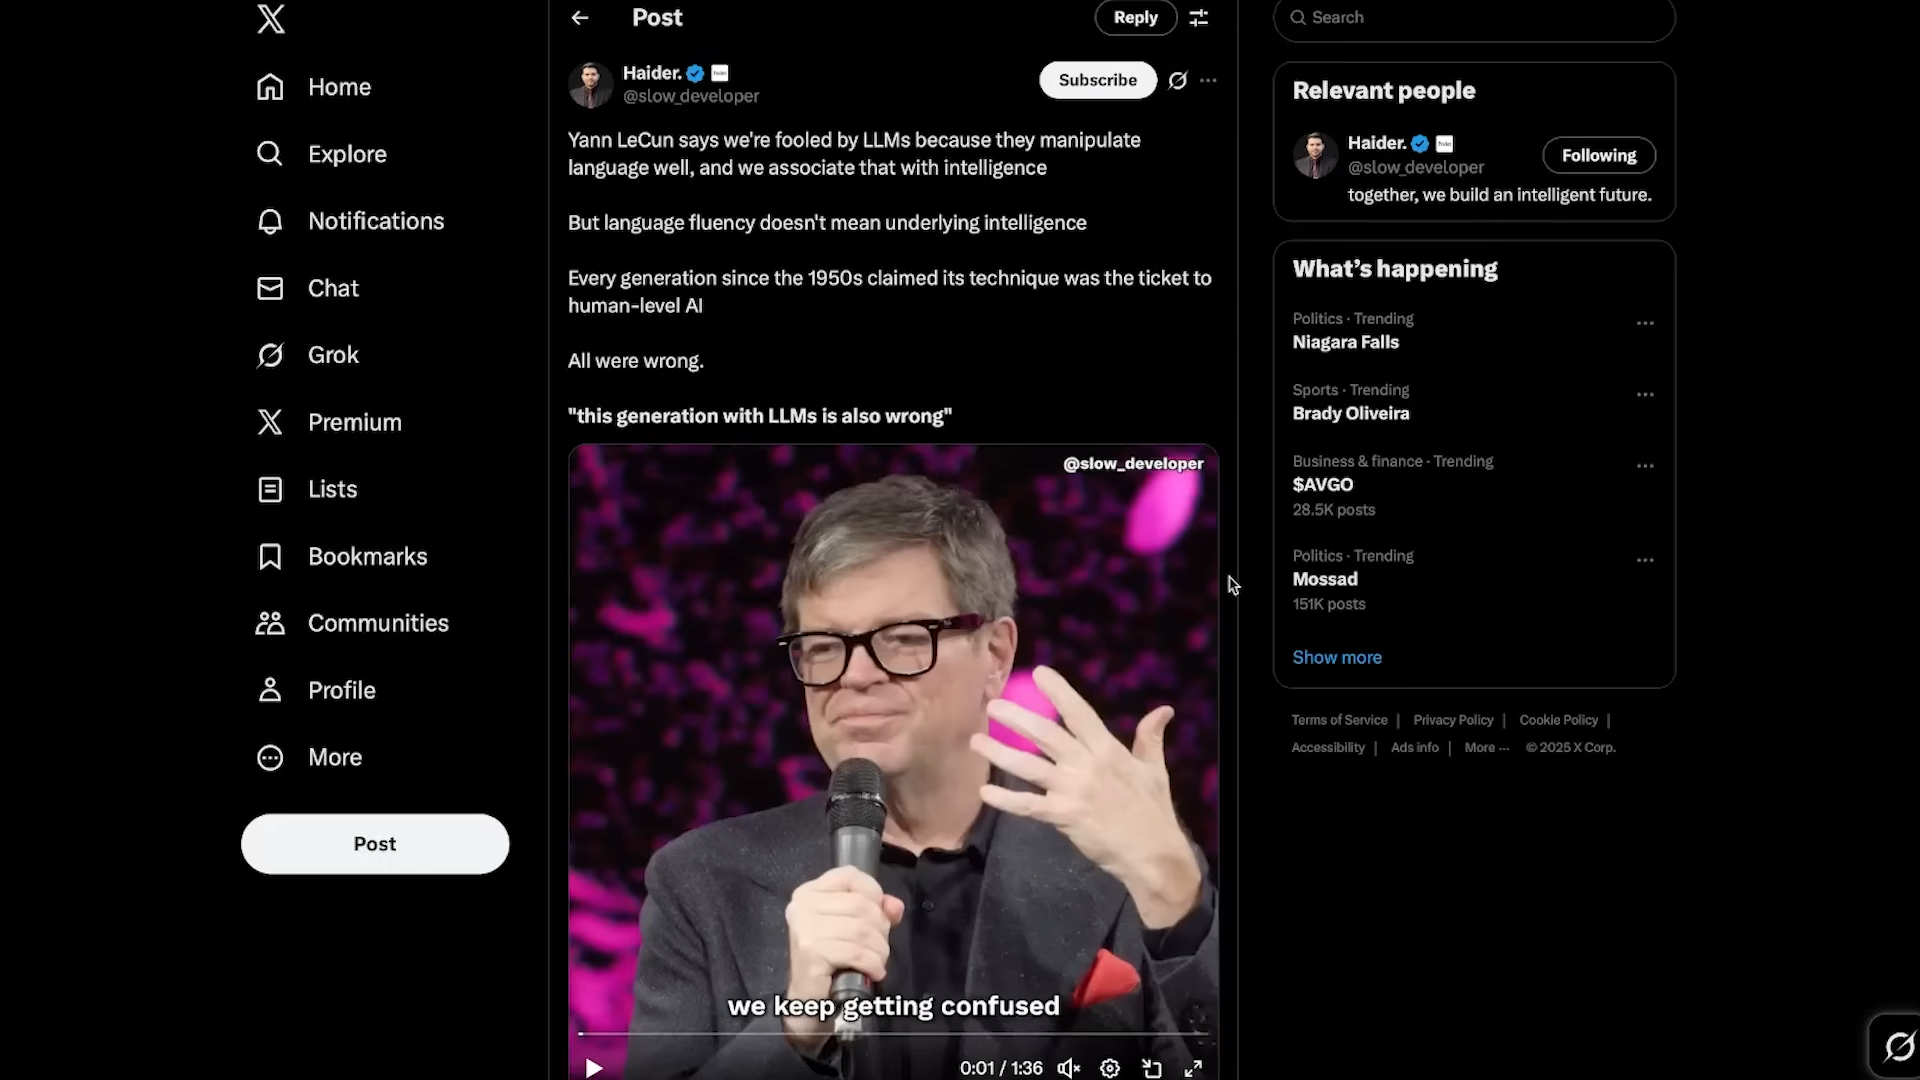 Home
Explore
Notifications
Chat
Grok
Premium
Lists
Bookmarks
Communities
Profile
More
Post
Post
Reply
Haider.
@slow_developer
Subscribe
Yann LeCun says we're fooled by LLMs because they manipulate
language well, and we associate that with intelligence
But language fluency doesn't mean underlying intelligence
Every generation since the 1950s claimed its technique was the ticket to
human-level AI
All were wrong.
"this generation with LLMs is also wrong"
@slow_developer
we keep getting confused
0:01 / 1:36
Search
Relevant people
Haider.
@slow_developer
Following
together, we build an intelligent future.
What's happening
Politics · Trending
Niagara Falls
Sports · Trending
Brady Oliveira
Business & finance · Trending
$AVGO
28.5K posts
Politics · Trending
Mossad
151K posts
Show more
Terms of Service | Privacy Policy | Cookie Policy |
Accessibility | Ads info | More ··· © 2025 X Corp.